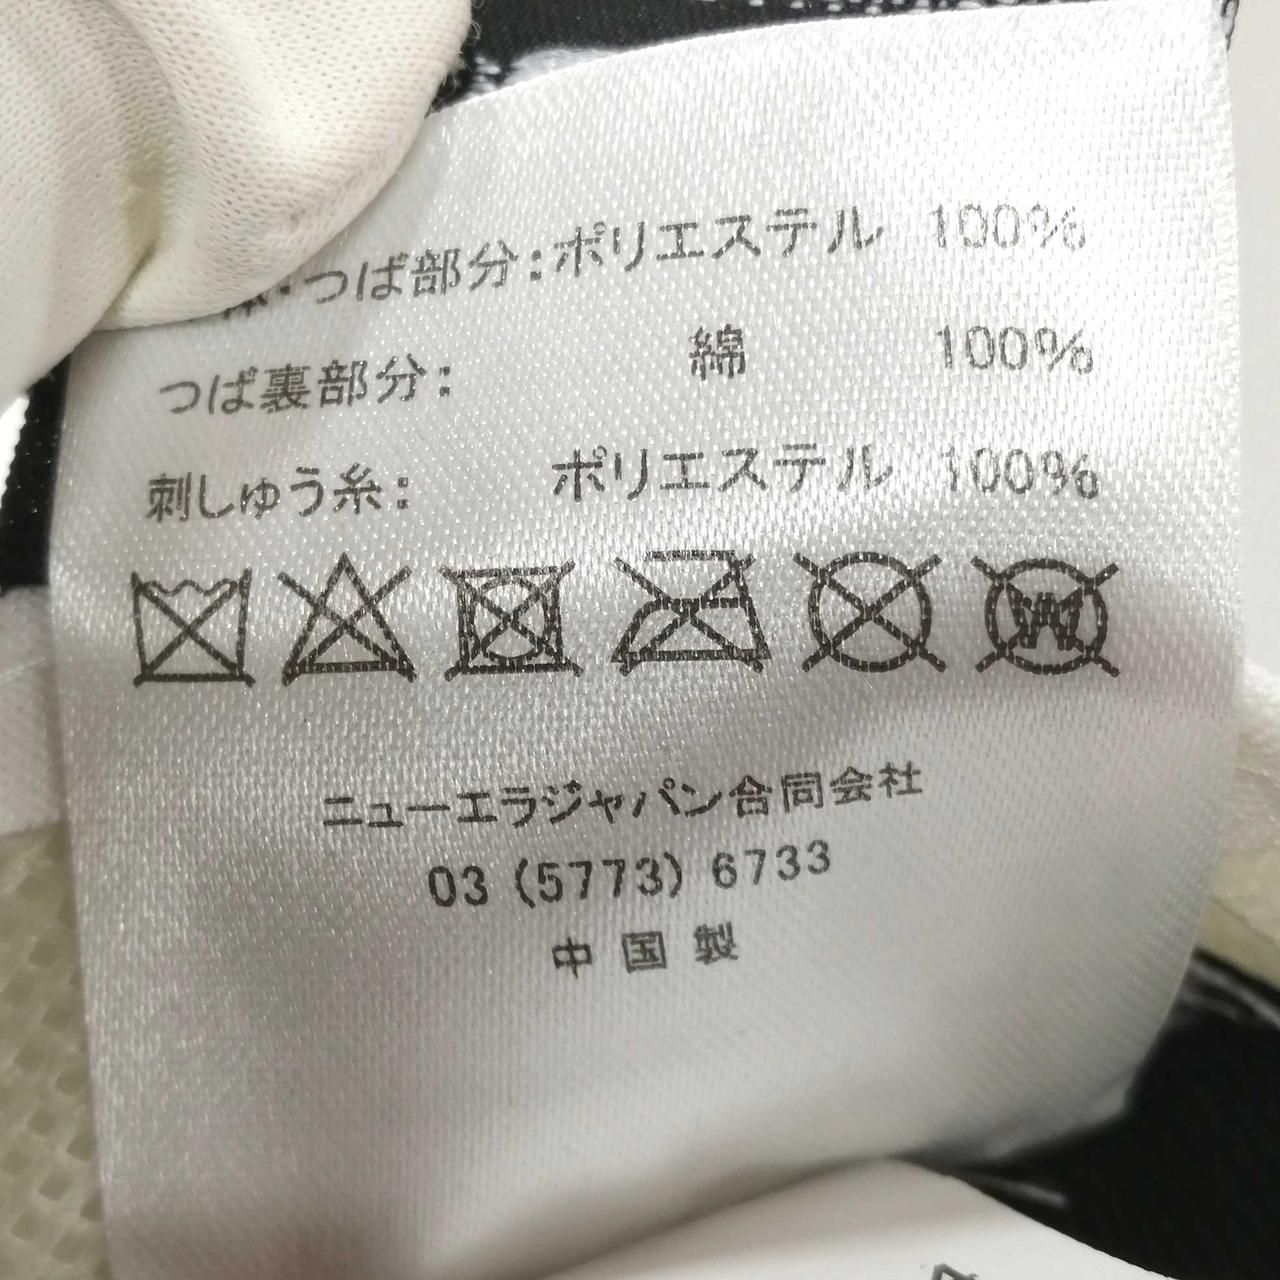 体・つば部分:ポリエステル 100%
つば裏部分: 綿 100%
刺しゅう糸: ポリエステル 100%
ニューエラジャパン合同会社
03 (5773) 6733
中国製